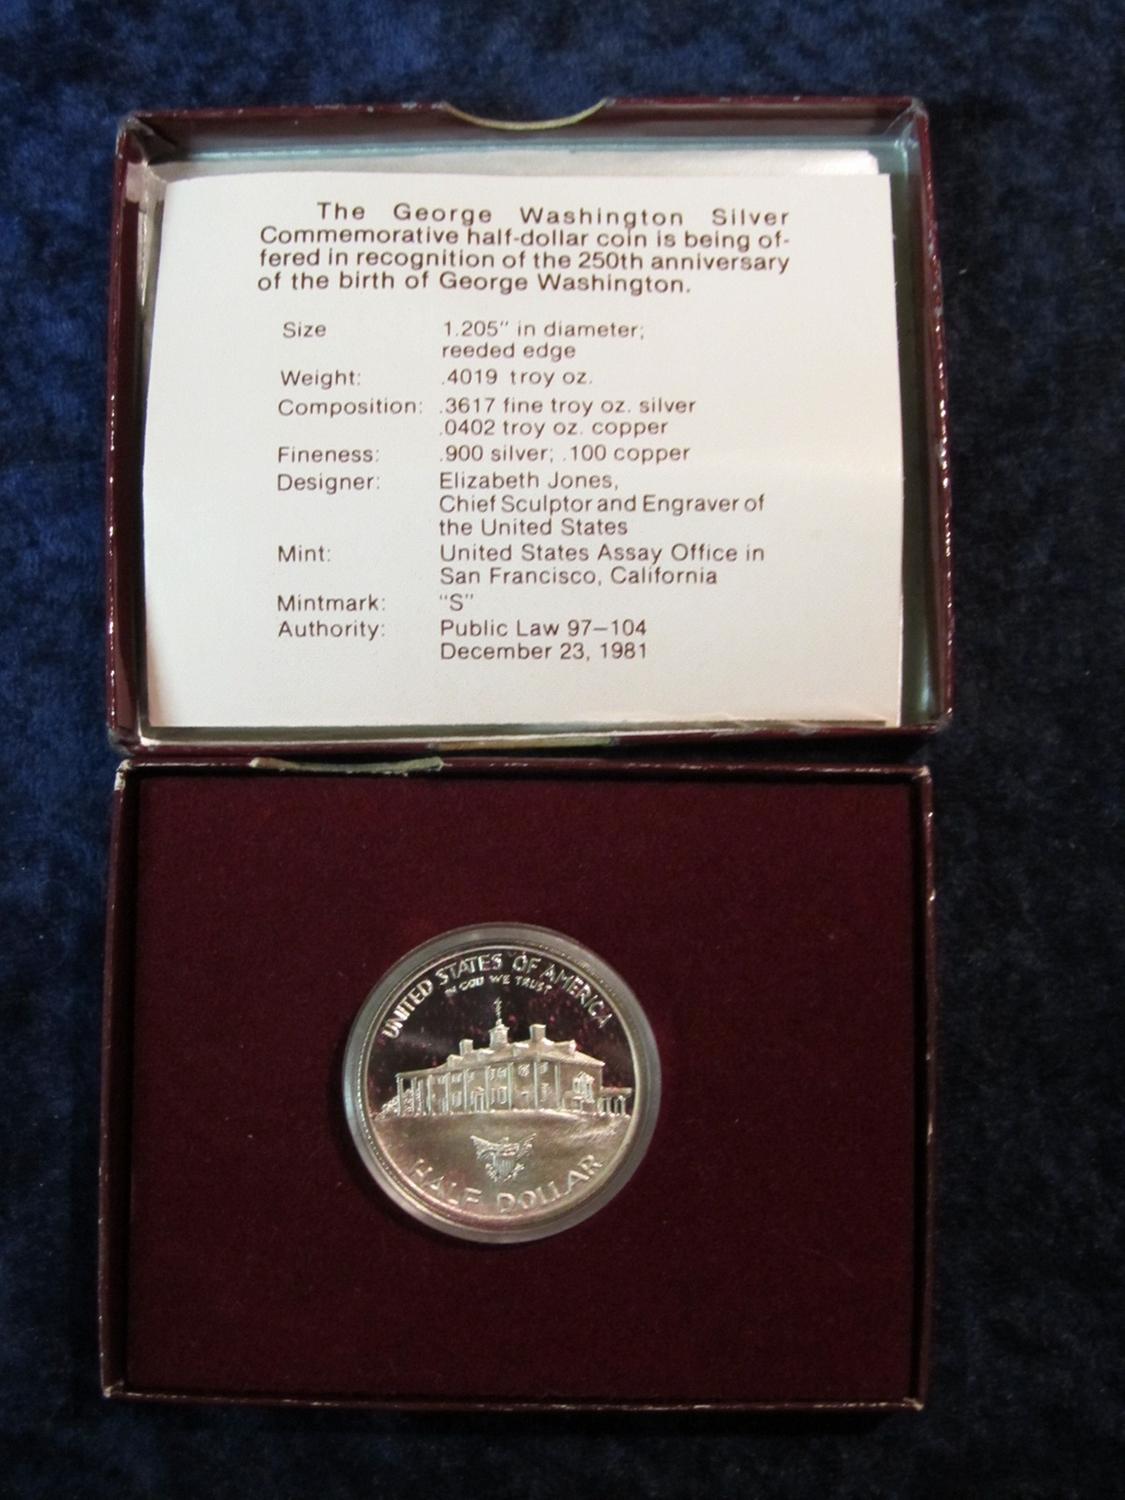 The George Washington Silver
Commemorative half-dollar coin is being of-
fered in recognition of the 250th anniversary
of the birth of George Washington.
Size 1.205" in diameter;
reeded edge
Weight: .4019 troy oz.
Composition: .3617 fine troy oz. silver
.0402 troy oz. copper
Fineness: .900 silver; .100 copper
Designer: Elizabeth Jones,
Chief Sculptor and Engraver of
the United States
Mint: United States Assay Office in
San Francisco, California
Mintmark: "S"
Authority: Public Law 97–104
December 23, 1981
UNITED STATES OF AMERICA
IN GOD WE TRUST
HALF DOLLAR